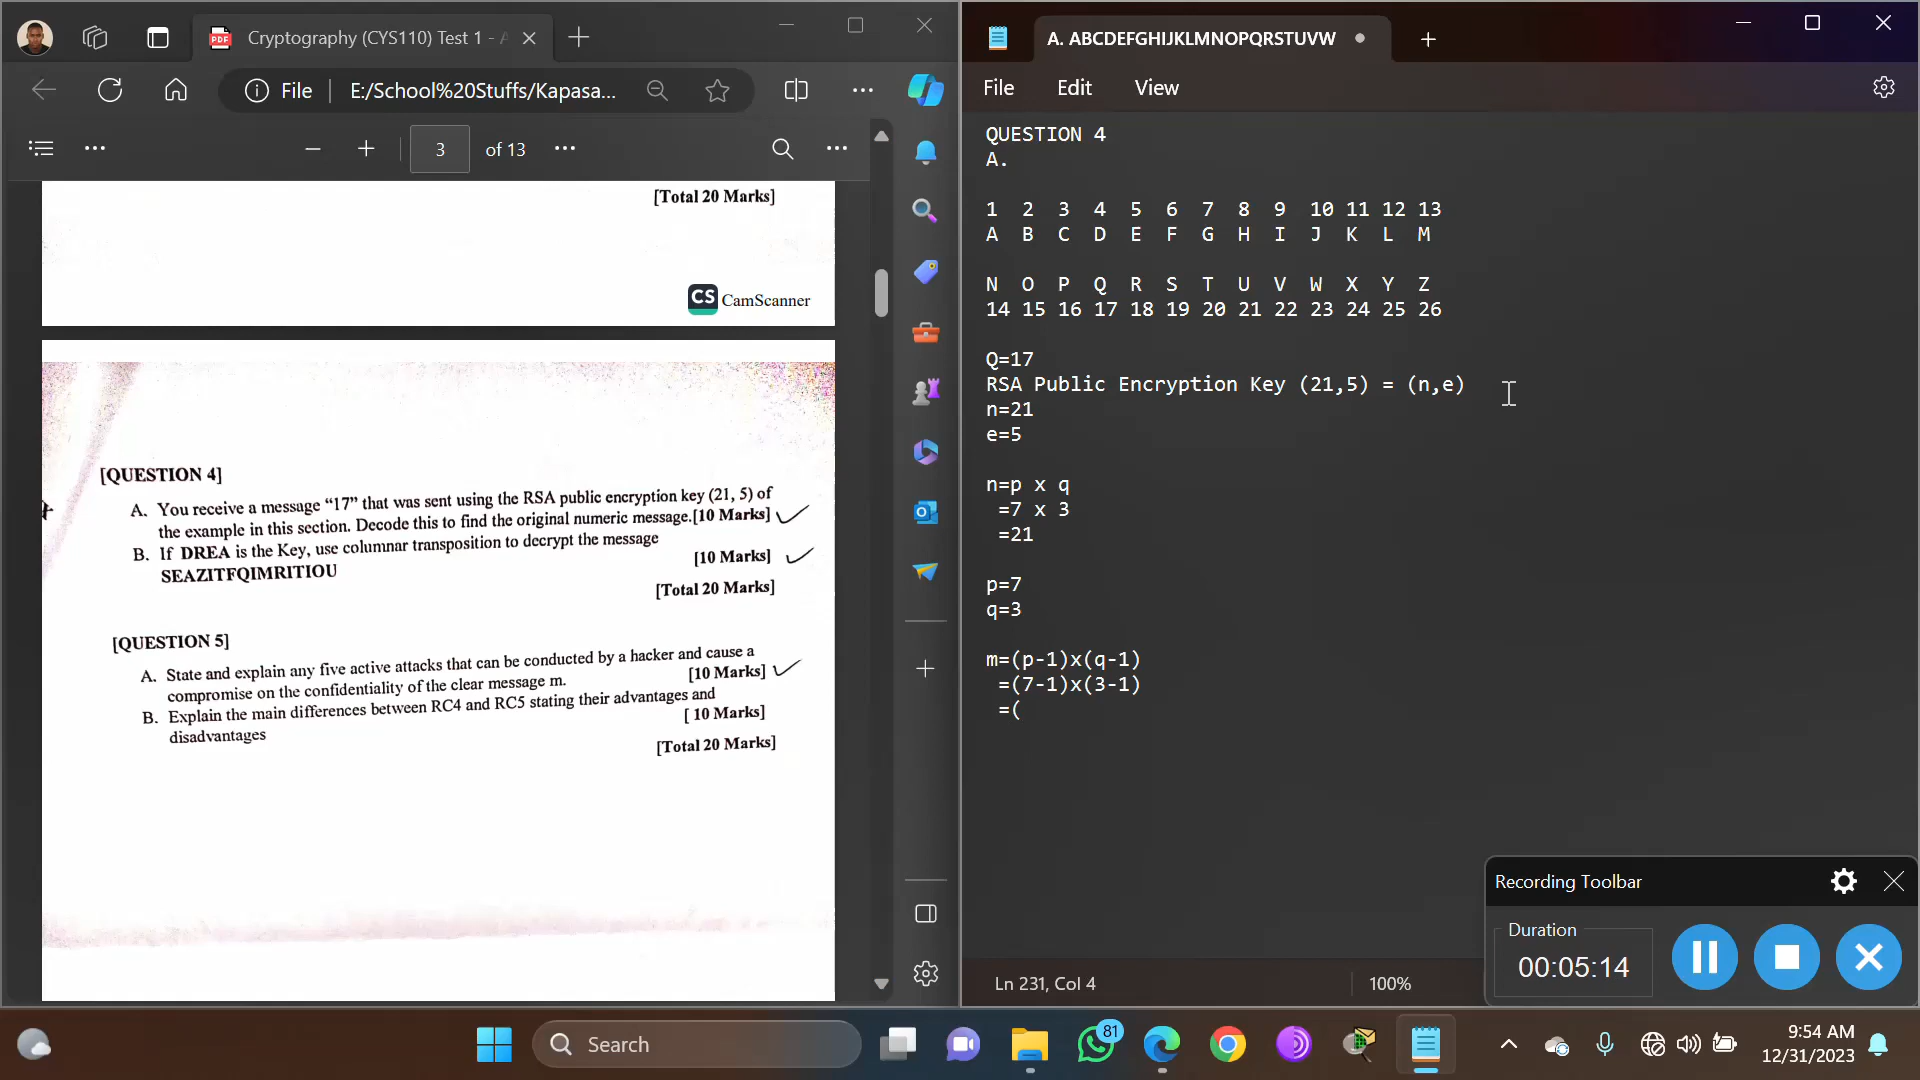 Cryptography (CYS110) Test 1 -
File
E:/School%20Stuffs/Kapasa...
3
of 13
[Total 20 Marks]
CS CamScanner
[QUESTION 4]
A. You receive a message “17” that was sent using the RSA public encryption key (21, 5) of
the example in this section. Decode this to find the original numeric message.[10 Marks]
B. If DREA is the Key, use columnar transposition to decrypt the message
[10 Marks]
SEAZITFQIMRITIOU
[Total 20 Marks]
[QUESTION 5]
A. State and explain any five active attacks that can be conducted by a hacker and cause a
compromise on the confidentiality of the clear message m.
[10 Marks]
B. Explain the main differences between RC4 and RC5 stating their advantages and
disadvantages
[ 10 Marks]
[Total 20 Marks]
A. ABCDEFGHIJKLMNOPQRSTUVW
File
Edit
View
QUESTION 4
A.
1 2 3 4 5 6 7 8 9 10 11 12 13
A B C D E F G H I J K L M
N O P Q R S T U V W X Y Z
14 15 16 17 18 19 20 21 22 23 24 25 26
Q=17
RSA Public Encryption Key (21,5) = (n,e)
n=21
e=5
n=p x q
=7 x 3
=21
p=7
q=3
m=(p-1)x(q-1)
=(7-1)x(3-1)
=(
Ln 231, Col 4
100%
Recording Toolbar
Duration
00:05:14
Search
81
9:54 AM
12/31/2023